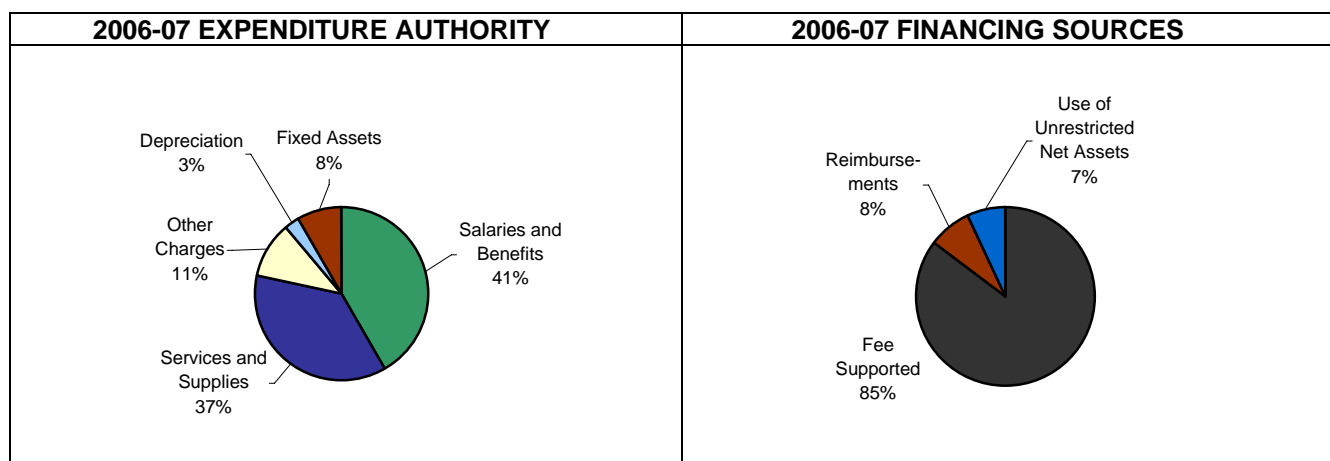 2006-07 EXPENDITURE AUTHORITY
Depreciation
3%
Fixed Assets
8%
Other
Charges
11%
Salaries and
Benefits
41%
Services and
Supplies
37%
2006-07 FINANCING SOURCES
Use of
Unrestricted
Net Assets
7%
Reimburse-
ments
8%
Fee
Supported
85%